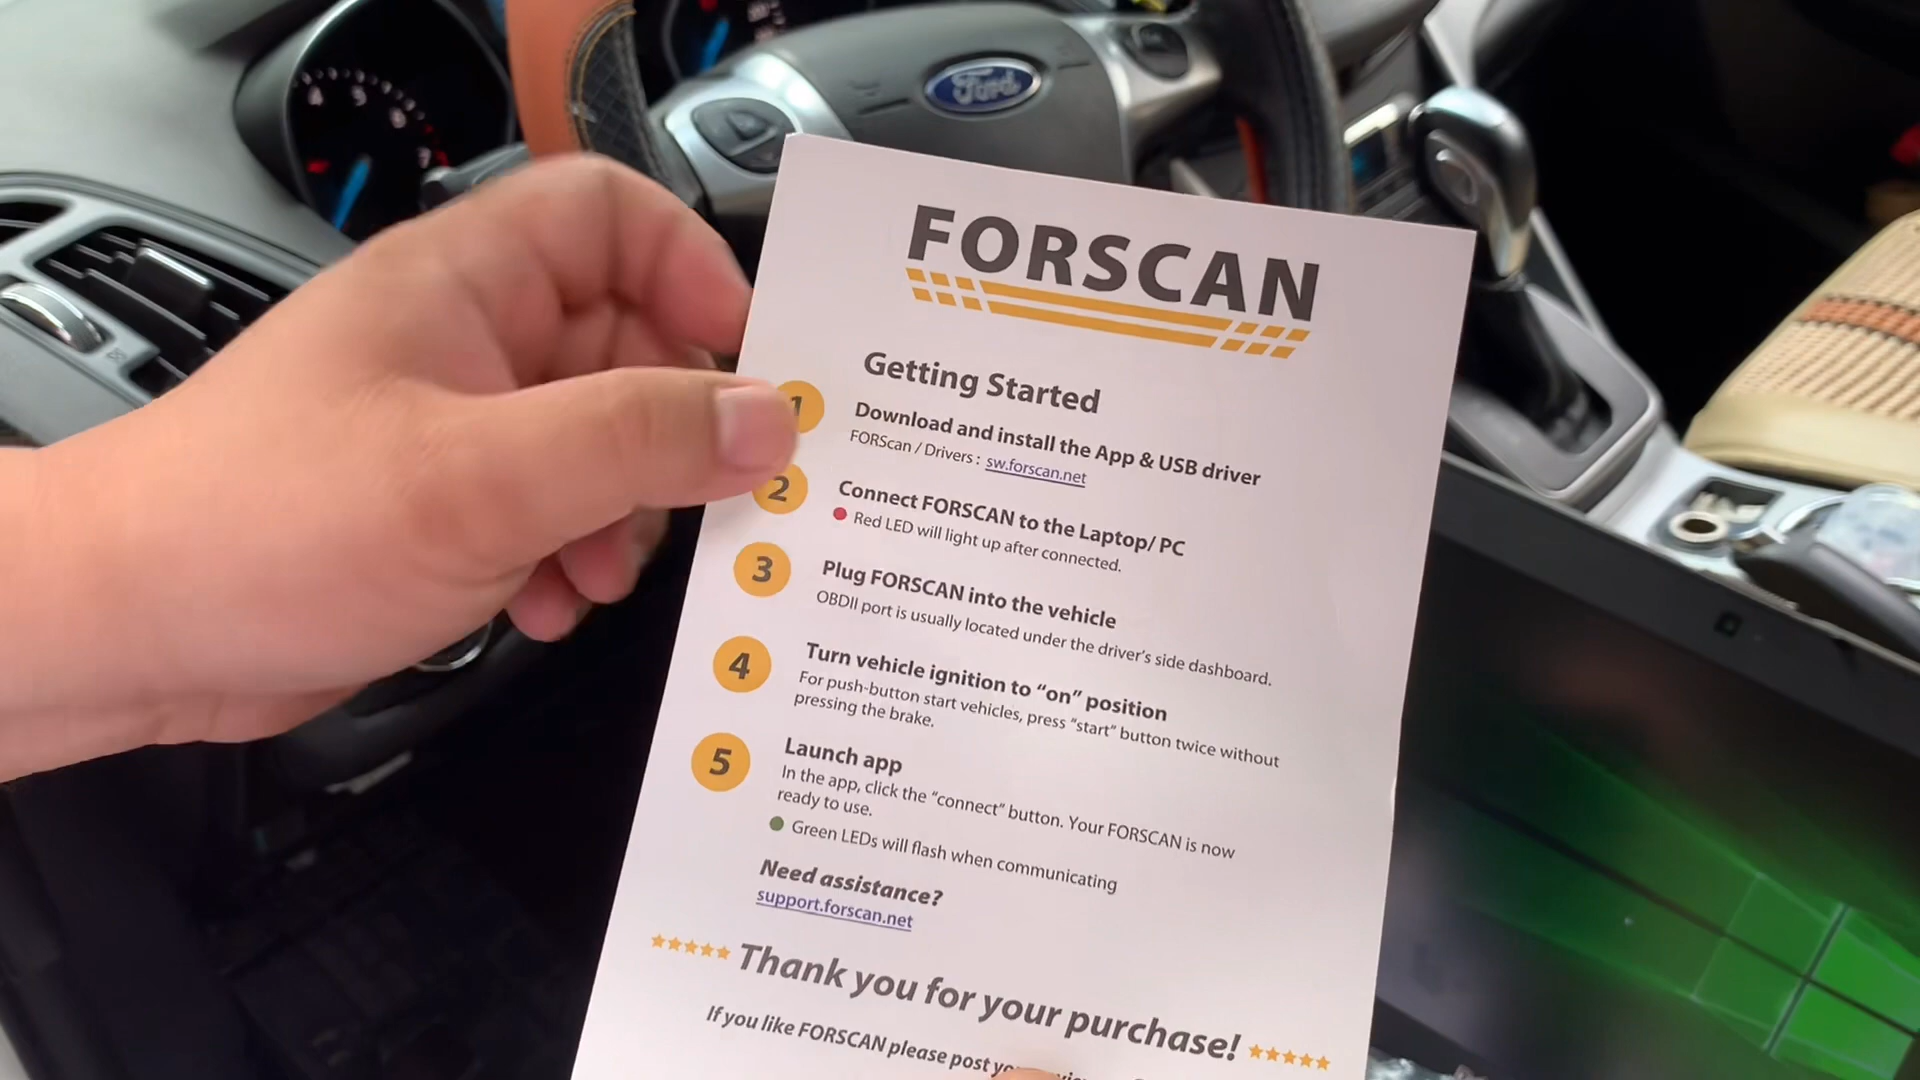 4 5 6 7
Ford
FORSCAN
Getting Started
1
Download and install the App & USB driver
FORScan / Drivers : sw.forscan.net
2
Connect FORSCAN to the Laptop/ PC
Red LED will light up after connected.
3
Plug FORSCAN into the vehicle
OBDII port is usually located under the driver's side dashboard.
4
Turn vehicle ignition to “on” position
For push-button start vehicles, press “start” button twice without
pressing the brake.
5
Launch app
In the app, click the “connect” button. Your FORSCAN is now
ready to use.
Green LEDs will flash when communicating
Need assistance?
support.forscan.net
Thank you for your purchase!
If you like FORSCAN please post